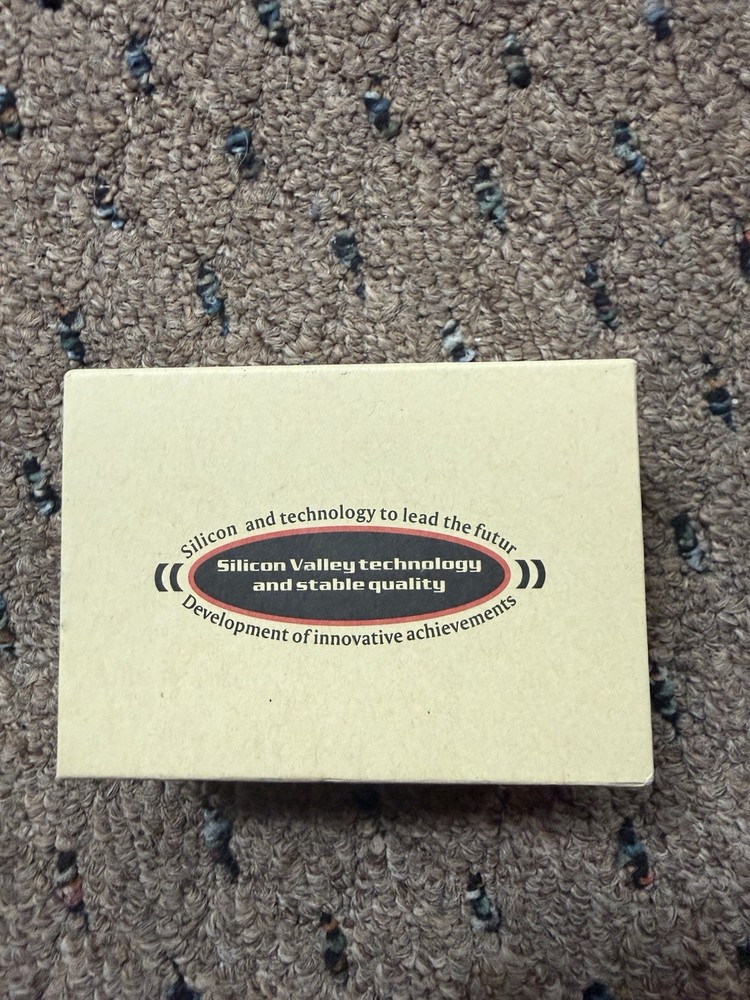 Silicon and technology to lead the futur
Silicon Valley technology
and stable quality
Development of innovative achievements